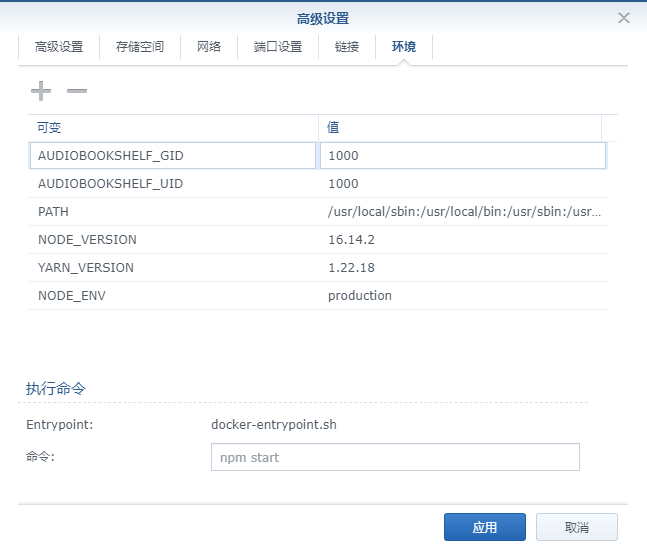 高级设置
高级设置 存储空间 网络 端口设置 链接 环境
可变 值
AUDIOBOOKSHELF_GID 1000
AUDIOBOOKSHELF_UID 1000
PATH /usr/local/sbin:/usr/local/bin:/usr/sbin:/usr...
NODE_VERSION 16.14.2
YARN_VERSION 1.22.18
NODE_ENV production
执行命令
Entrypoint: docker-entrypoint.sh
命令: npm start
应用 取消